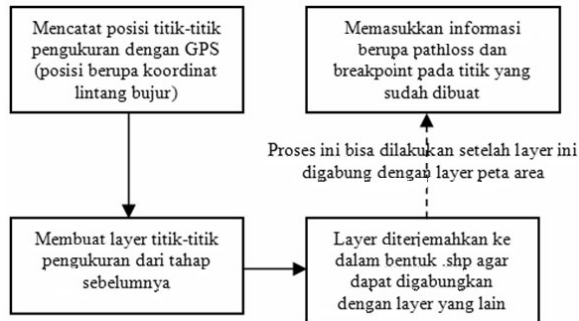 Mencatat posisi titik-titik
pengukuran dengan GPS
(posisi berupa koordinat
lintang bujur)
Memasukkan informasi
berupa pathloss dan
breakpoint pada titik yang
sudah dibuat
Proses ini bisa dilakukan setelah layer ini
digabung dengan layer peta area
Membuat layer titik-titik
pengukuran dari tahap
sebelumnya
Layer diterjemahkan ke
dalam bentuk .shp agar
dapat digabungkan
dengan layer yang lain